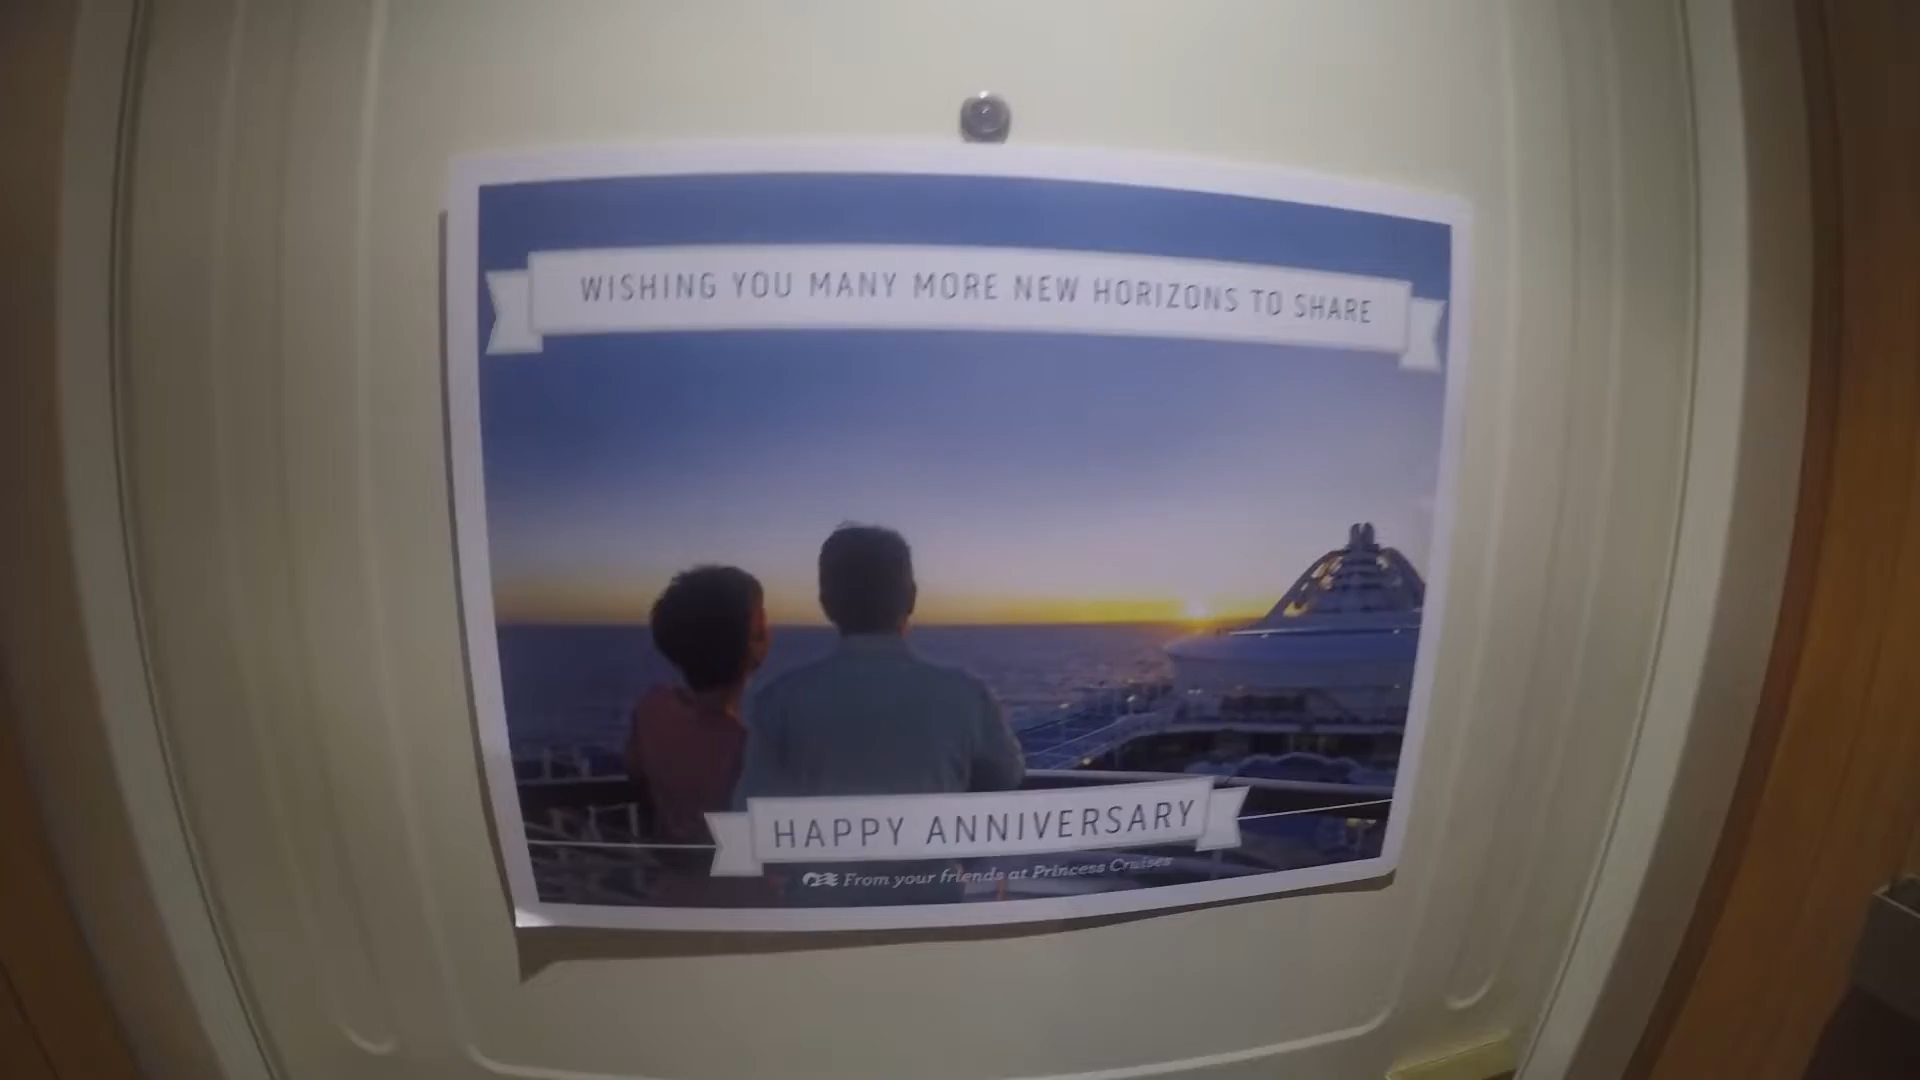 WISHING YOU MANY MORE NEW HORIZONS TO SHARE
HAPPY ANNIVERSARY
From your friends at Princess Cruises